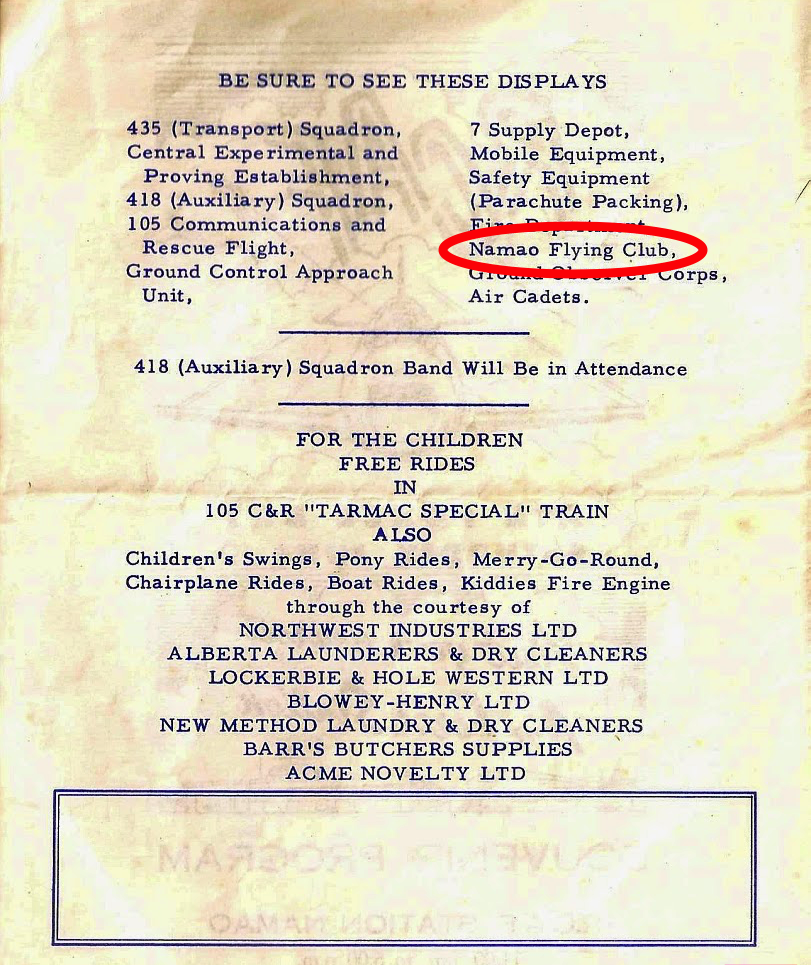 BE SURE TO SEE THESE DISPLAYS
435 (Transport) Squadron,
Central Experimental and
Proving Establishment,
418 (Auxiliary) Squadron,
105 Communications and
Rescue Flight,
Ground Control Approach
Unit,
7 Supply Depot,
Mobile Equipment,
Safety Equipment
(Parachute Packing),
Fire Department
Namao Flying Club,
Ground Observer Corps,
Air Cadets.
418 (Auxiliary) Squadron Band Will Be in Attendance
FOR THE CHILDREN
FREE RIDES
IN
105 C&R "TARMAC SPECIAL" TRAIN
ALSO
Children's Swings, Pony Rides, Merry-Go-Round,
Chairplane Rides, Boat Rides, Kiddies Fire Engine
through the courtesy of
NORTHWEST INDUSTRIES LTD
ALBERTA LAUNDERERS & DRY CLEANERS
LOCKERBIE & HOLE WESTERN LTD
BLOWEY-HENRY LTD
NEW METHOD LAUNDRY & DRY CLEANERS
BARR'S BUTCHERS SUPPLIES
ACME NOVELTY LTD